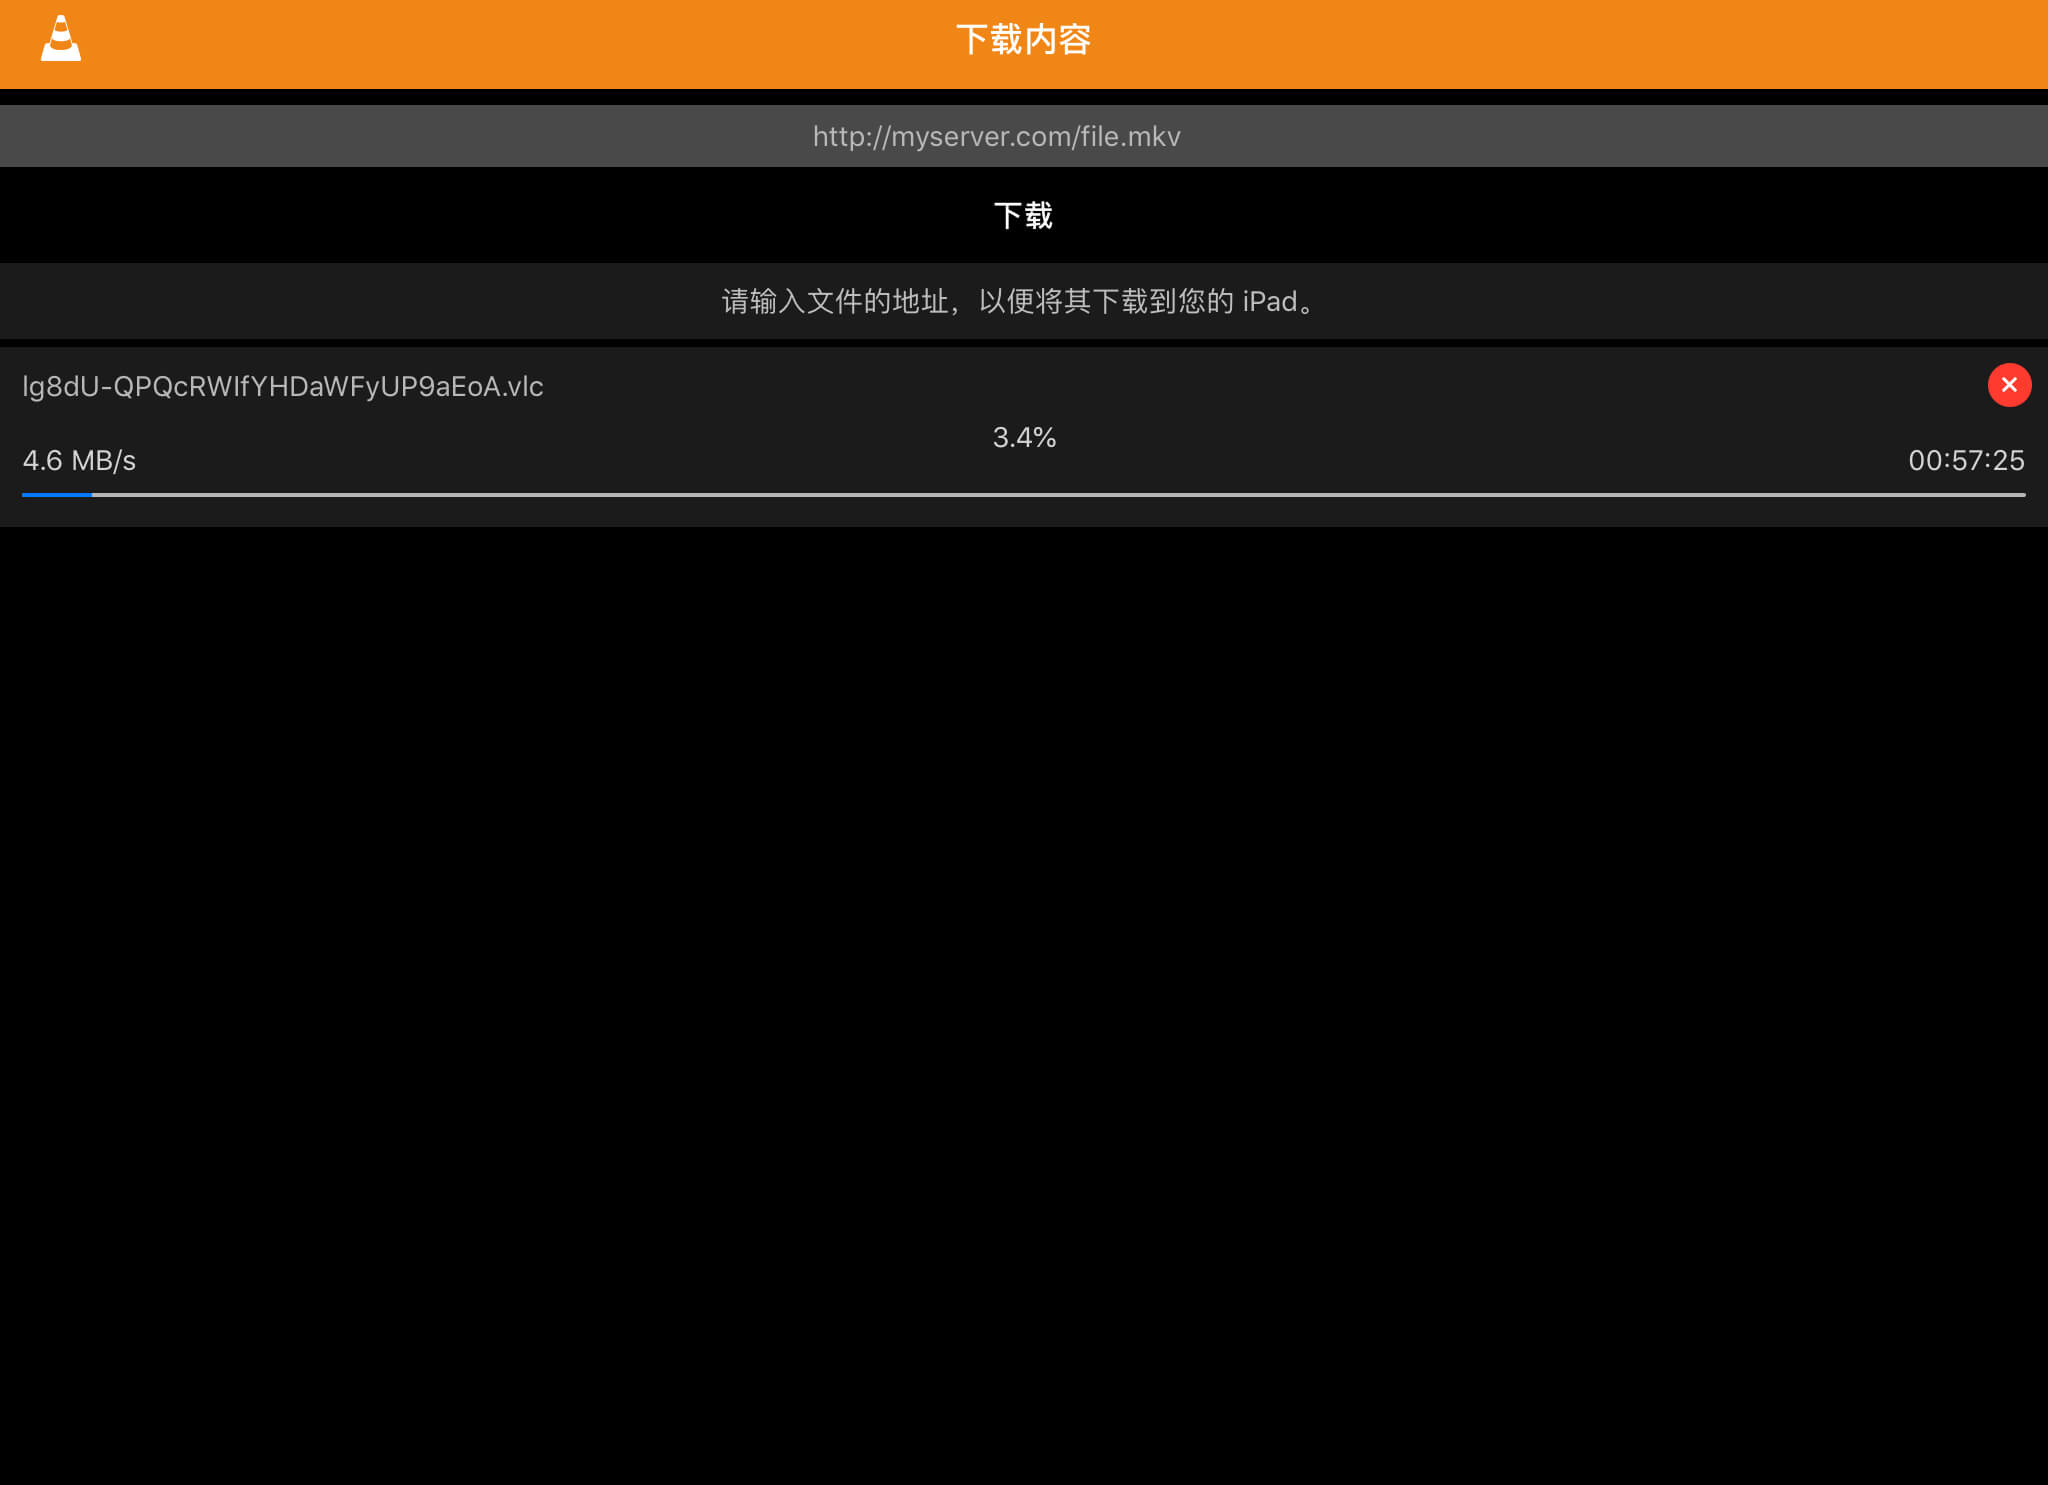 下载内容
http://myserver.com/file.mkv
下载
请输入文件的地址，以便将其下载到您的 iPad。
lg8dU-QPQcRWIfYHDaWFyUP9aEoA.vlc
3.4%
4.6 MB/s
00:57:25